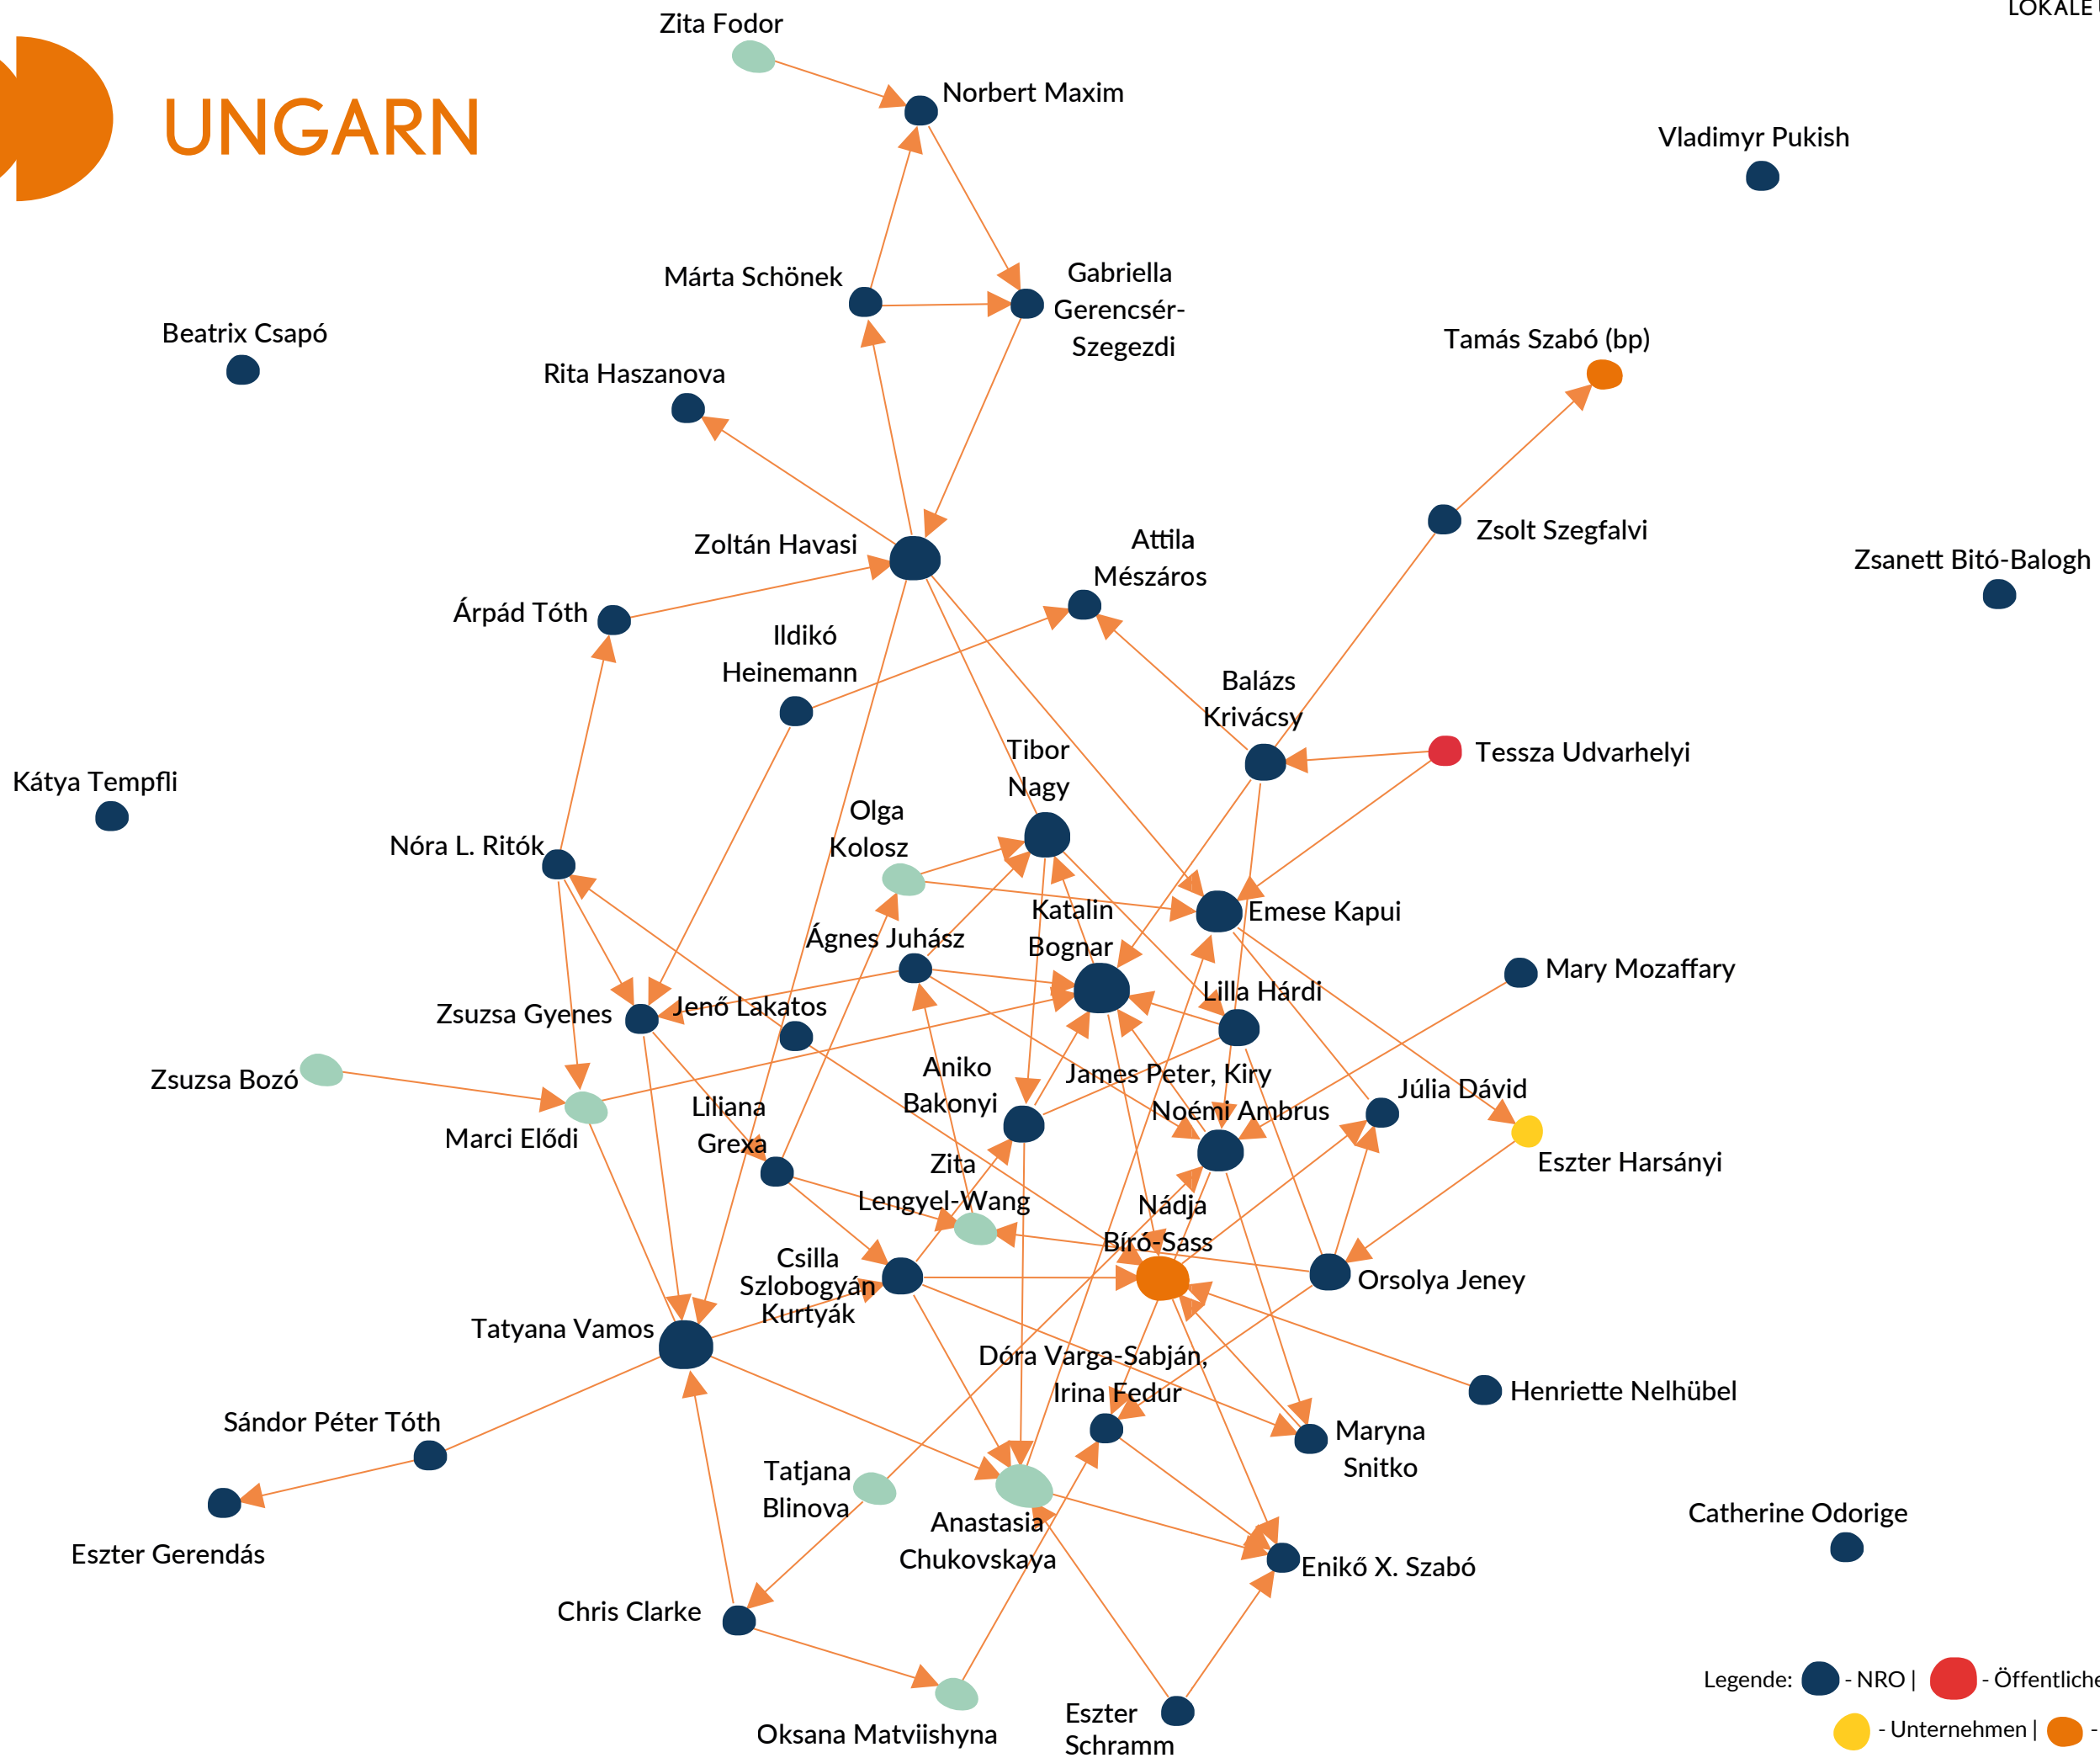 LOKALE
Zita Fodor
Norbert Maxim
UNGARN
Vladimyr Pukish
Márta Schönek
Gabriella
Gerencsér-
Szegezdi
Beatrix Csapó
Tamás Szabó (bp)
Rita Haszanova
Zoltán Havasi
Attila
Mészáros
Zsolt Szegfalvi
Zsanett Bitó-Balogh
Árpád Tóth
Ildikó
Heinemann
Balázs
Krivácsy
Tibor
Nagy
Tessza Udvarhelyi
Kátya Tempfli
Olga
Kolosz
Nóra L. Ritók
Katalin
Bognar
Emese Kapui
Ágnes Juhász
Mary Mozaffary
Lilla Hárdi
Jenő Lakatos
Zsuzsa Gyenes
Zsuzsa Bozó
Aniko
Bakonyi
James Peter, Kiry
Noémi Ambrus
Júlia Dávid
Liliana
Grexa
Marci Elődi
Zita
Lengyel-Wang
Eszter Harsányi
Nádja
Bíró-Sass
Csilla
Szlobogyán
Kurtyák
Orsolya Jeney
Tatyana Vamos
Dóra Varga-Sabján,
Irina Fedur
Henriette Nelhübel
Sándor Péter Tóth
Maryna
Snitko
Tatjana
Blinova
Anastasia
Chukovskaya
Catherine Odorige
Eszter Gerendás
Enikő X. Szabó
Chris Clarke
Oksana Matviishyna
Eszter
Schramm
Legende: - NRO | - Öffentliche
- Unternehmen | -